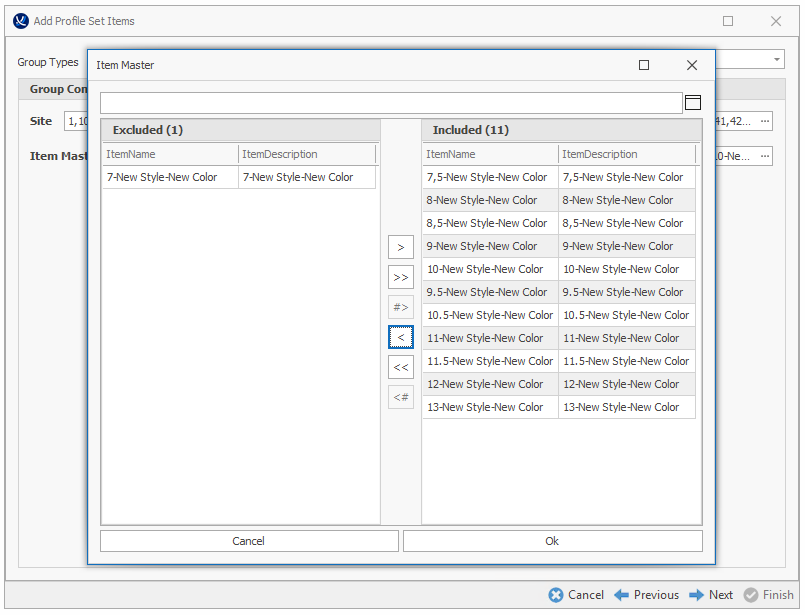 Add Profile Set Items
Group Types
Item Master
Group Con
Site 1,10 41,42... ...
Item Mast .0-Ne... ...
Excluded (1) Included (11)
ItemName ItemDescription ItemName ItemDescription
7-New Style-New Color 7-New Style-New Color 7,5-New Style-New Color 7,5-New Style-New Color
8-New Style-New Color 8-New Style-New Color
8,5-New Style-New Color 8,5-New Style-New Color
> 9-New Style-New Color 9-New Style-New Color
10-New Style-New Color 10-New Style-New Color
>> 9.5-New Style-New Color 9.5-New Style-New Color
#> 10.5-New Style-New Color 10.5-New Style-New Color
< 11-New Style-New Color 11-New Style-New Color
<< 11.5-New Style-New Color 11.5-New Style-New Color
12-New Style-New Color 12-New Style-New Color
<# 13-New Style-New Color 13-New Style-New Color
Cancel Ok
Cancel Previous Next Finish